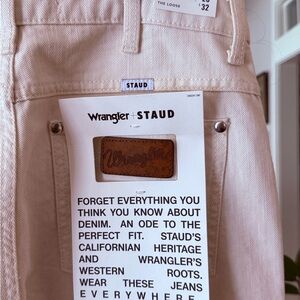 THE LOOSE
32
STAUD
Wrangler + STAUD
Wrangler
FORGET EVERYTHING YOU
THINK YOU KNOW ABOUT
DENIM. AN ODE TO THE
PERFECT FIT. STAUD'S
CALIFORNIAN HERITAGE
AND WRANGLER'S
WESTERN ROOTS.
WEAR THESE JEANS
EVERYWHERE